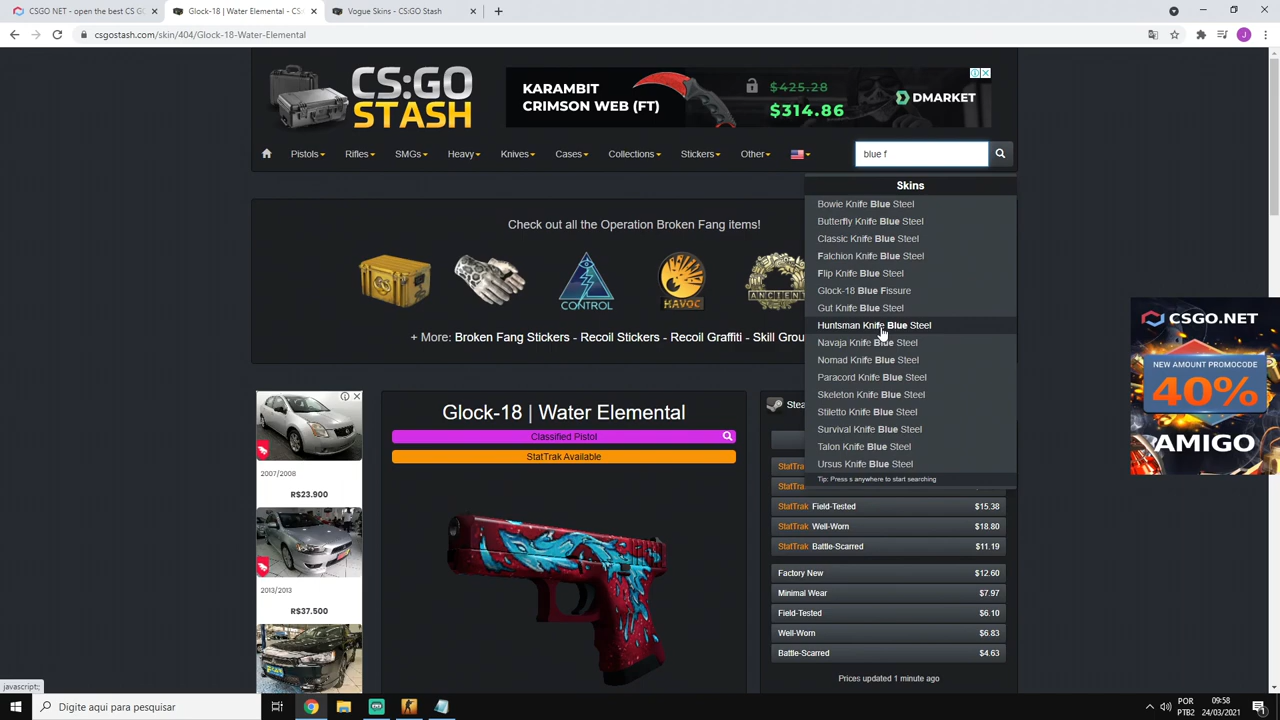 CSGO NET - open the best CS GO
Glock-18 | Water Elemental - CS:
Vogue Skins - CS:GO Stash
csgostash.com/skin/404/Glock-18-Water-Elemental
J
CS:GO
STASH
KARAMBIT
CRIMSON WEB (FT)
$425.28
$314.86
DMARKET
Pistols
Rifles
SMGs
Heavy
Knives
Cases
Collections
Stickers
Other
blue f
Skins
Bowie Knife Blue Steel
Butterfly Knife Blue Steel
Classic Knife Blue Steel
Falchion Knife Blue Steel
Flip Knife Blue Steel
Glock-18 Blue Fissure
Gut Knife Blue Steel
Huntsman Knife Blue Steel
Navaja Knife Blue Steel
Nomad Knife Blue Steel
Paracord Knife Blue Steel
Skeleton Knife Blue Steel
Stiletto Knife Blue Steel
Survival Knife Blue Steel
Talon Knife Blue Steel
Ursus Knife Blue Steel
Tip: Press s anywhere to start searching
Check out all the Operation Broken Fang items!
CONTROL
HAVOC
ANCIENT
+ More: Broken Fang Stickers - Recoil Stickers - Recoil Graffiti - Skill Grou
CSGO.NET
NEW AMOUNT PROMOCODE
40%
AMIGO
2007/2008
R$23.900
2013/2013
R$37.500
Glock-18 | Water Elemental
Classified Pistol
StatTrak Available
Stea
StatTrak
StatTrak
StatTrak Field-Tested $15.38
StatTrak Well-Worn $18.80
StatTrak Battle-Scarred $11.19
Factory New $12.60
Minimal Wear $7.97
Field-Tested $6.10
Well-Worn $6.83
Battle-Scarred $4.63
Prices updated 1 minute ago
javascript:;
Digite aqui para pesquisar
POR
PTB2
09:58
24/03/2021
1